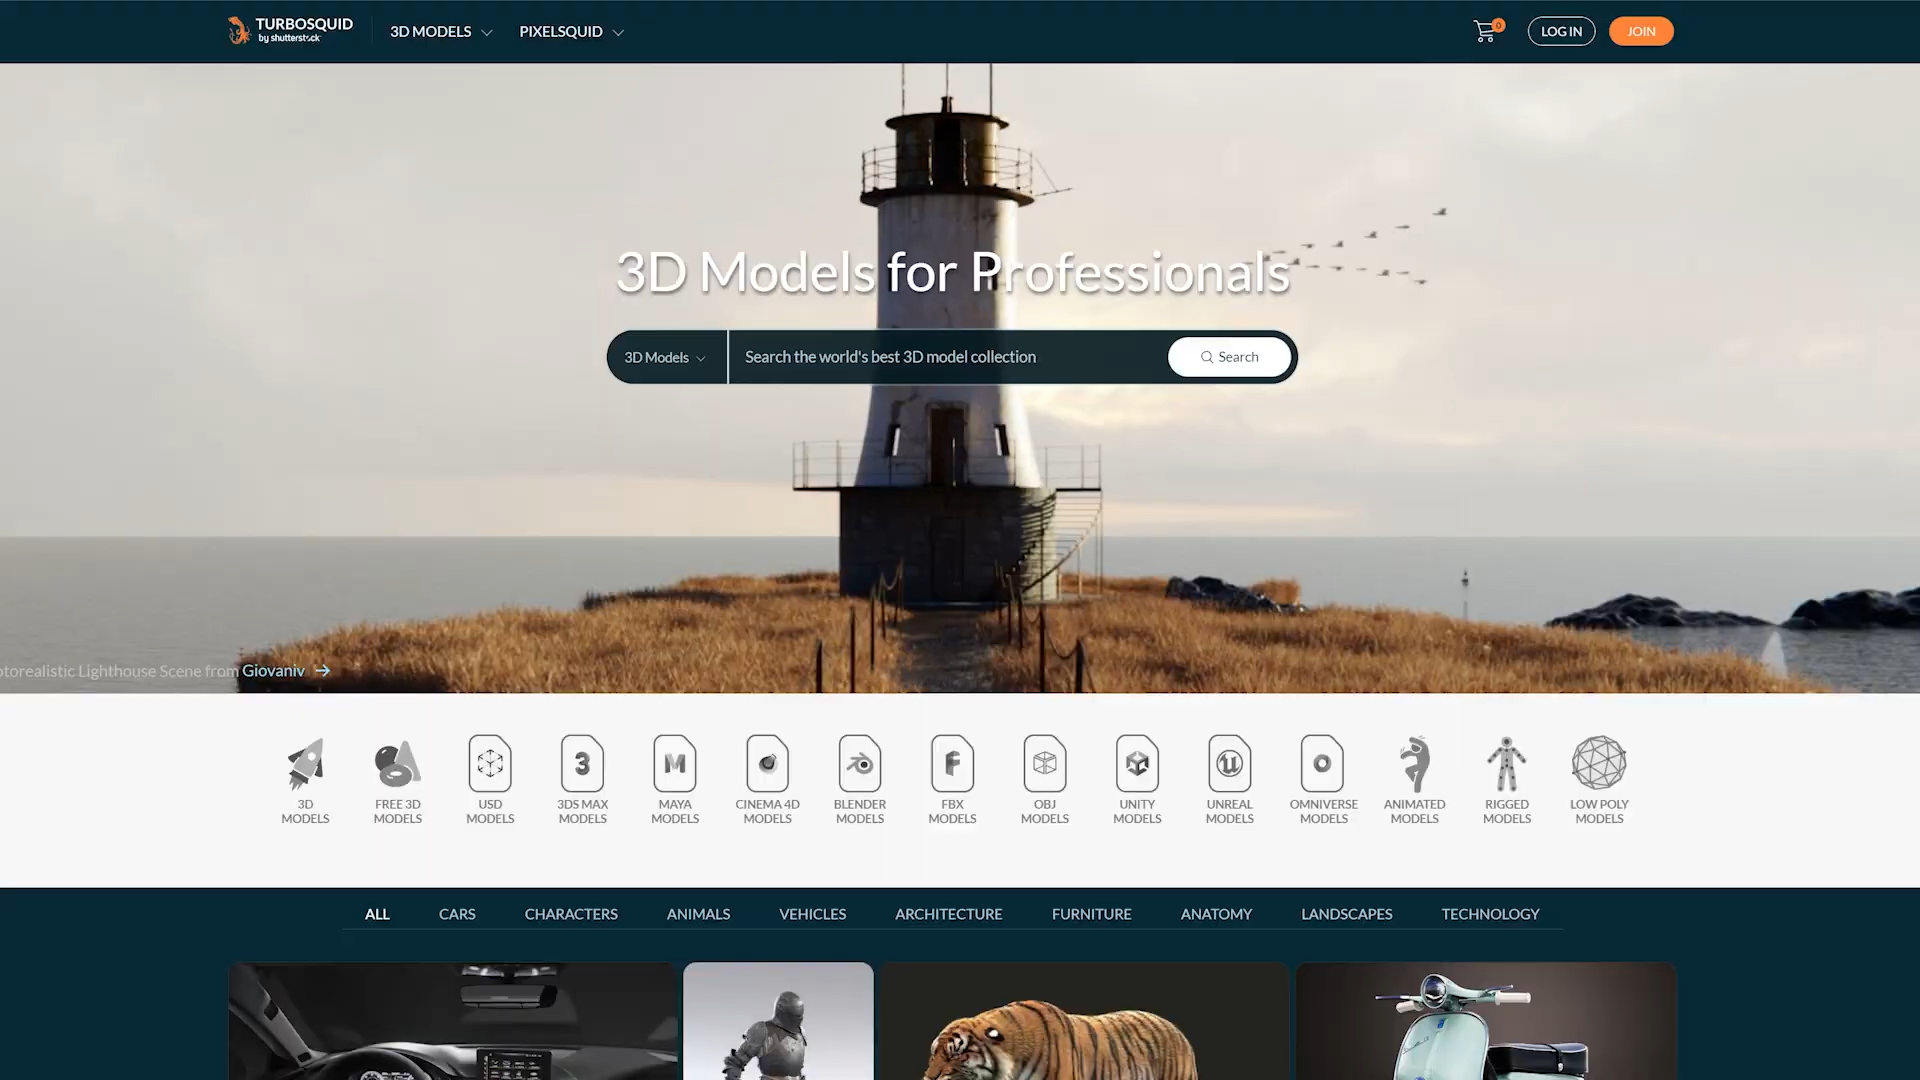 TURBOSQUID
by shutterstock
3D MODELS
PIXELSQUID
0
LOG IN
JOIN
3D Models for Professionals
3D Models
Search the world's best 3D model collection
Search
otorealistic Lighthouse Scene from Giovaniv
3D
MODELS
FREE 3D
MODELS
USD
MODELS
3DS MAX
MODELS
MAYA
MODELS
CINEMA 4D
MODELS
BLENDER
MODELS
FBX
MODELS
OBJ
MODELS
UNITY
MODELS
UNREAL
MODELS
OMNIVERSE
MODELS
ANIMATED
MODELS
RIGGED
MODELS
LOW POLY
MODELS
ALL
CARS
CHARACTERS
ANIMALS
VEHICLES
ARCHITECTURE
FURNITURE
ANATOMY
LANDSCAPES
TECHNOLOGY